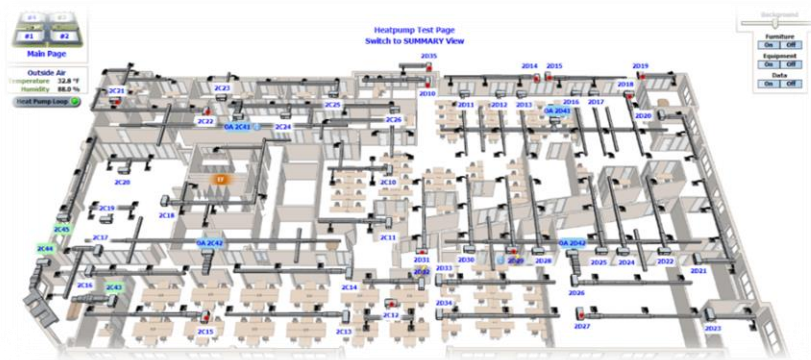 Heatpump Test Page
Switch to SUMMARY View
#1 #2
Main Page
Outside Air
Temperature 32.8 °F
Humidity 88.0 %
Heat Pump Loop
Background
Furniture
On Off
Equipment
On Off
Data
On Off
2D35
2D14 2D15 2D19
2C21 2C23 2D10 2D18
2C25 2D11 2D12 2D13 2D16 2D17
2C22 2C24 2C26 OA 2D41 2D20
OA 2C41
2C20 2C10
2C18
2C19
2C45 2C11
2C44 2C17 OA 2C42 OA 2D42
2D31 2D30 2D29 2D28 2D25 2D24 2D22 2D21
2D32 2D33
2C16 2C43 2C14 2D26
2C15 2C13 2C12 2D34 2D27 2D23